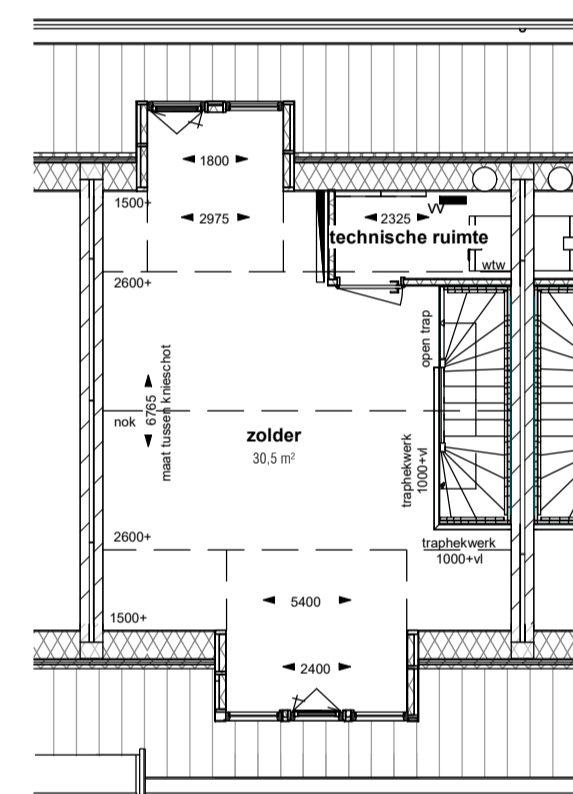 1800
1500+
2975
2325
VV
technische ruimte
wtw
2600+
open trap
6765
maat tussen knieschot
nok
zolder
30,5 m²
traphekwerk
1000+vl
2600+
traphekwerk
1000+vl
5400
1500+
2400